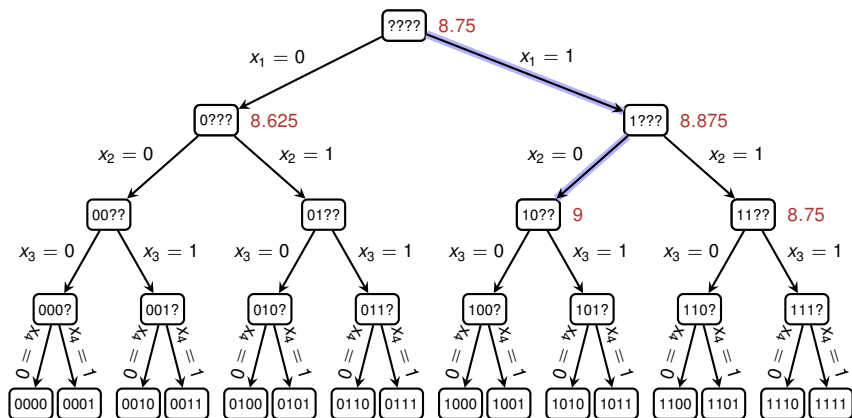 ???? 8.75
x₁ = 0 x₁ = 1
0??? 8.625 1??? 8.875
x₂ = 0 x₂ = 1 x₂ = 0 x₂ = 1
00?? 01?? 10?? 9 11?? 8.75
x₃ = 0 x₃ = 1 x₃ = 0 x₃ = 1 x₃ = 0 x₃ = 1 x₃ = 0 x₃ = 1
000? 001? 010? 011? 100? 101? 110? 111?
x₄ = 0 x₄ = 1 x₄ = 0 x₄ = 1 x₄ = 0 x₄ = 1 x₄ = 0 x₄ = 1 x₄ = 0 x₄ = 1 x₄ = 0 x₄ = 1 x₄ = 0 x₄ = 1 x₄ = 0 x₄ = 1
0000 0001 0010 0011 0100 0101 0110 0111 1000 1001 1010 1011 1100 1101 1110 1111